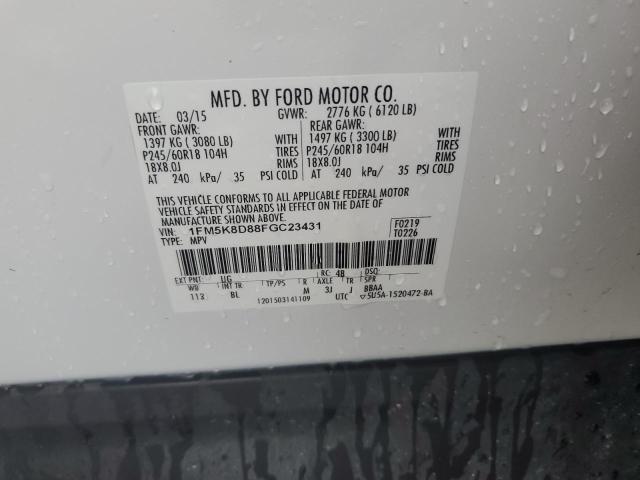 MFD. BY FORD MOTOR CO.
DATE: 03/15 GVWR: 2776 KG ( 6120 LB)
FRONT GAWR: REAR GAWR:
1397 KG ( 3080 LB) WITH 1497 KG ( 3300 LB) WITH
P245/60R18 104H TIRES P245/60R18 104H TIRES
18X8.0J RIMS 18X8.0J RIMS
AT 240 kPa/ 35 PSI COLD AT 240 kPa/ 35 PSI COLD
THIS VEHICLE CONFORMS TO ALL APPLICABLE FEDERAL MOTOR
VEHICLE SAFETY STANDARDS IN EFFECT ON THE DATE OF
MANUFACTURE SHOWN ABOVE.
VIN: 1FM5K8D88FGC23431 F0219
TYPE: MPV T0226
EXT PNT: UG RC: 48 DSO:
WB INT TR TP/PS R AXLE TR SPR
113 BL M 3J J BBAA
1201503141109 UTC ▽5U5A-1520472-BA